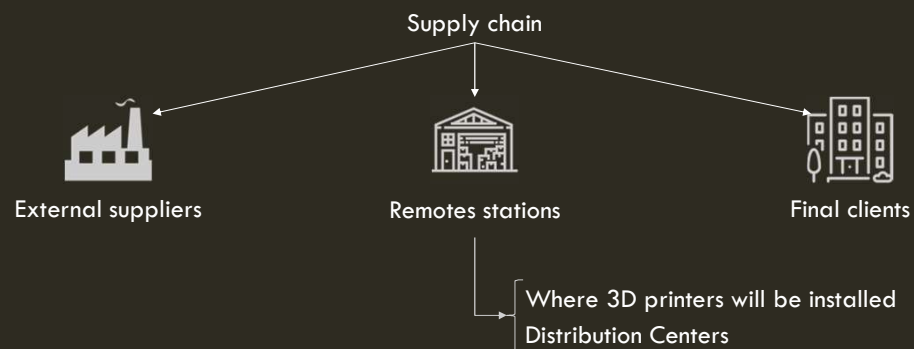 Supply chain
External suppliers
Remotes stations
Final clients
Where 3D printers will be installed
Distribution Centers